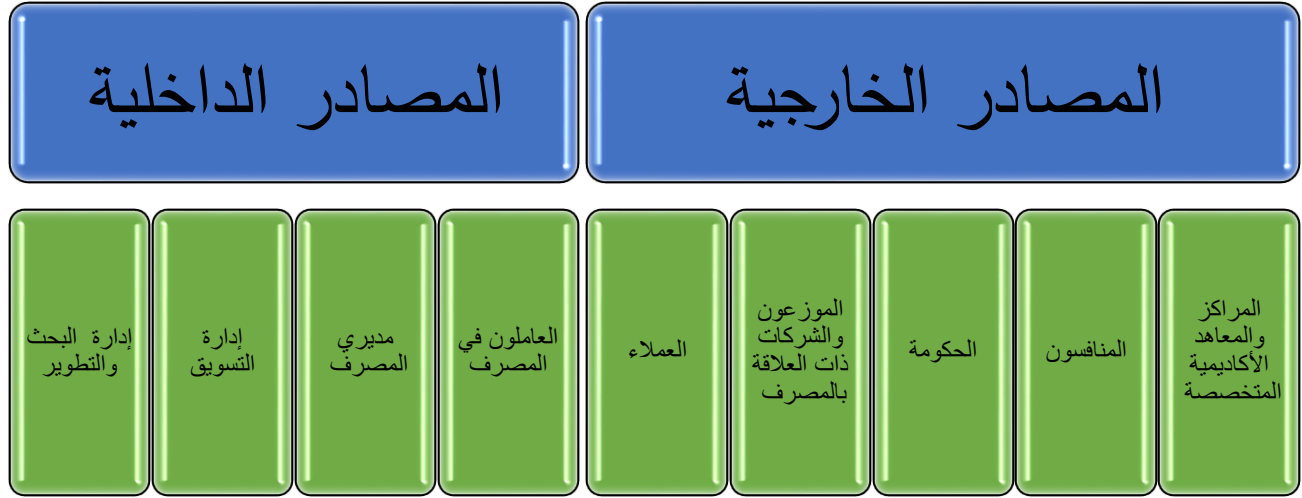 المصادر الخارجية
المصادر الداخلية
المراكز
والمعاهد
الأكاديمية
المتخصصة
المنافسون
الحكومة
الموزعون
والشركات
ذات العلاقة
بالمصرف
العملاء
العاملون في
المصرف
مديري
المصرف
إدارة
التسويق
إدارة البحث
والتطوير